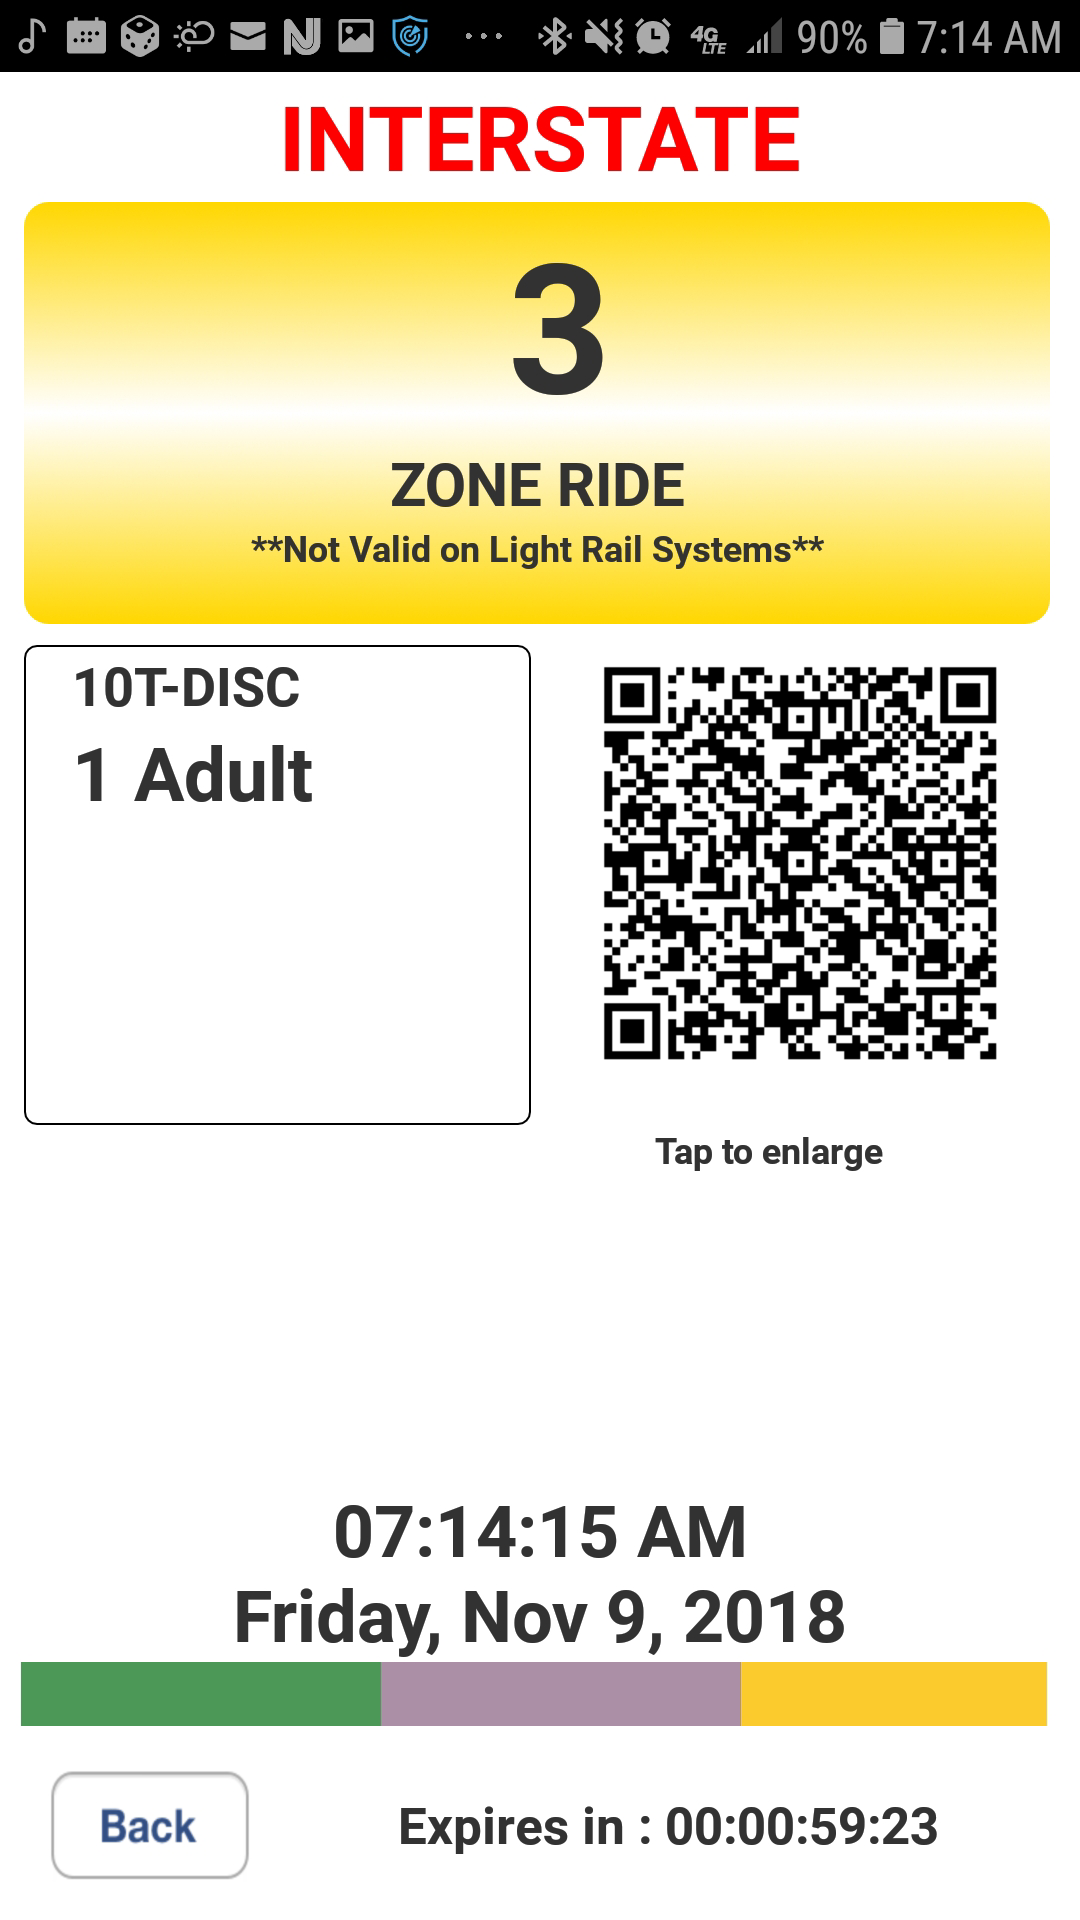 4G LTE 90% 7:14 AM
INTERSTATE
3
ZONE RIDE
**Not Valid on Light Rail Systems**
10T-DISC
1 Adult
Tap to enlarge
07:14:15 AM
Friday, Nov 9, 2018
Back
Expires in : 00:00:59:23